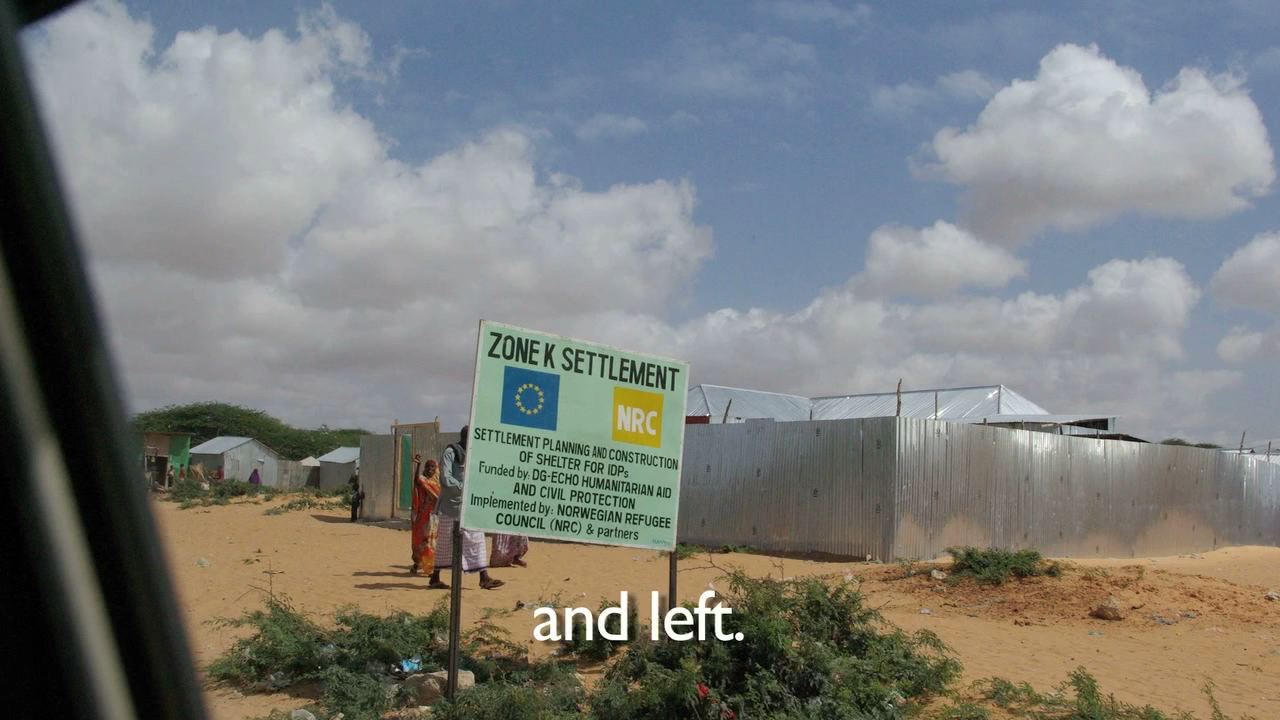 ZONE K SETTLEMENT
NRC
SETTLEMENT PLANNING AND CONSTRUCTION
OF SHELTER FOR IDPs
Funded by: DG-ECHO HUMANITARIAN AID
AND CIVIL PROTECTION
Implemented by: NORWEGIAN REFUGEE
COUNCIL (NRC) & partners
and left.